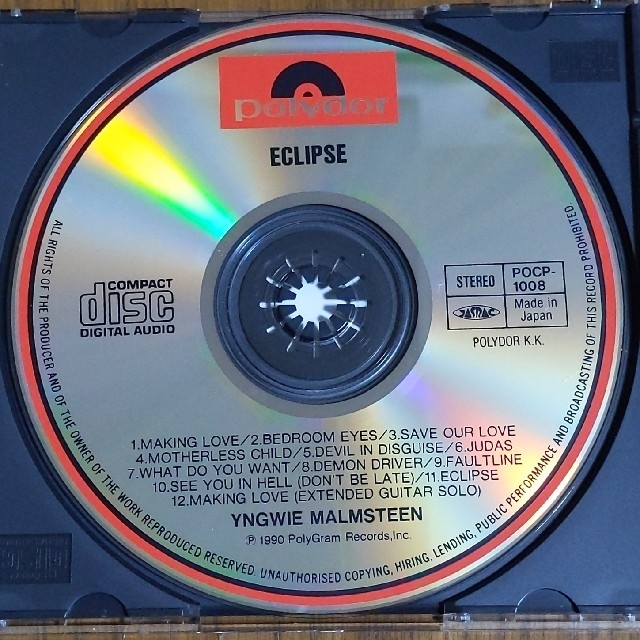 polydor
ECLIPSE
COMPACT
disc
DIGITAL AUDIO
STEREO
POCP-
1008
JASRAC
Made in
Japan
POLYDOR K.K.
1.MAKING LOVE/2.BEDROOM EYES/3.SAVE OUR LOVE
4.MOTHERLESS CHILD/5.DEVIL IN DISGUISE/6.JUDAS
7.WHAT DO YOU WANT/8.DEMON DRIVER/9.FAULTLINE
10.SEE YOU IN HELL (DON'T BE LATE)/11.ECLIPSE
12.MAKING LOVE (EXTENDED GUITAR SOLO)
YNGWIE MALMSTEEN
℗ 1990 PolyGram Records,Inc.
ALL RIGHTS OF THE PRODUCER AND OF THE OWNER OF THE WORK REPRODUCED RESERVED. UNAUTHORISED COPYING, HIRING, LENDING, PUBLIC PERFORMANCE AND BROADCASTING OF THIS RECORD PROHIBITED.